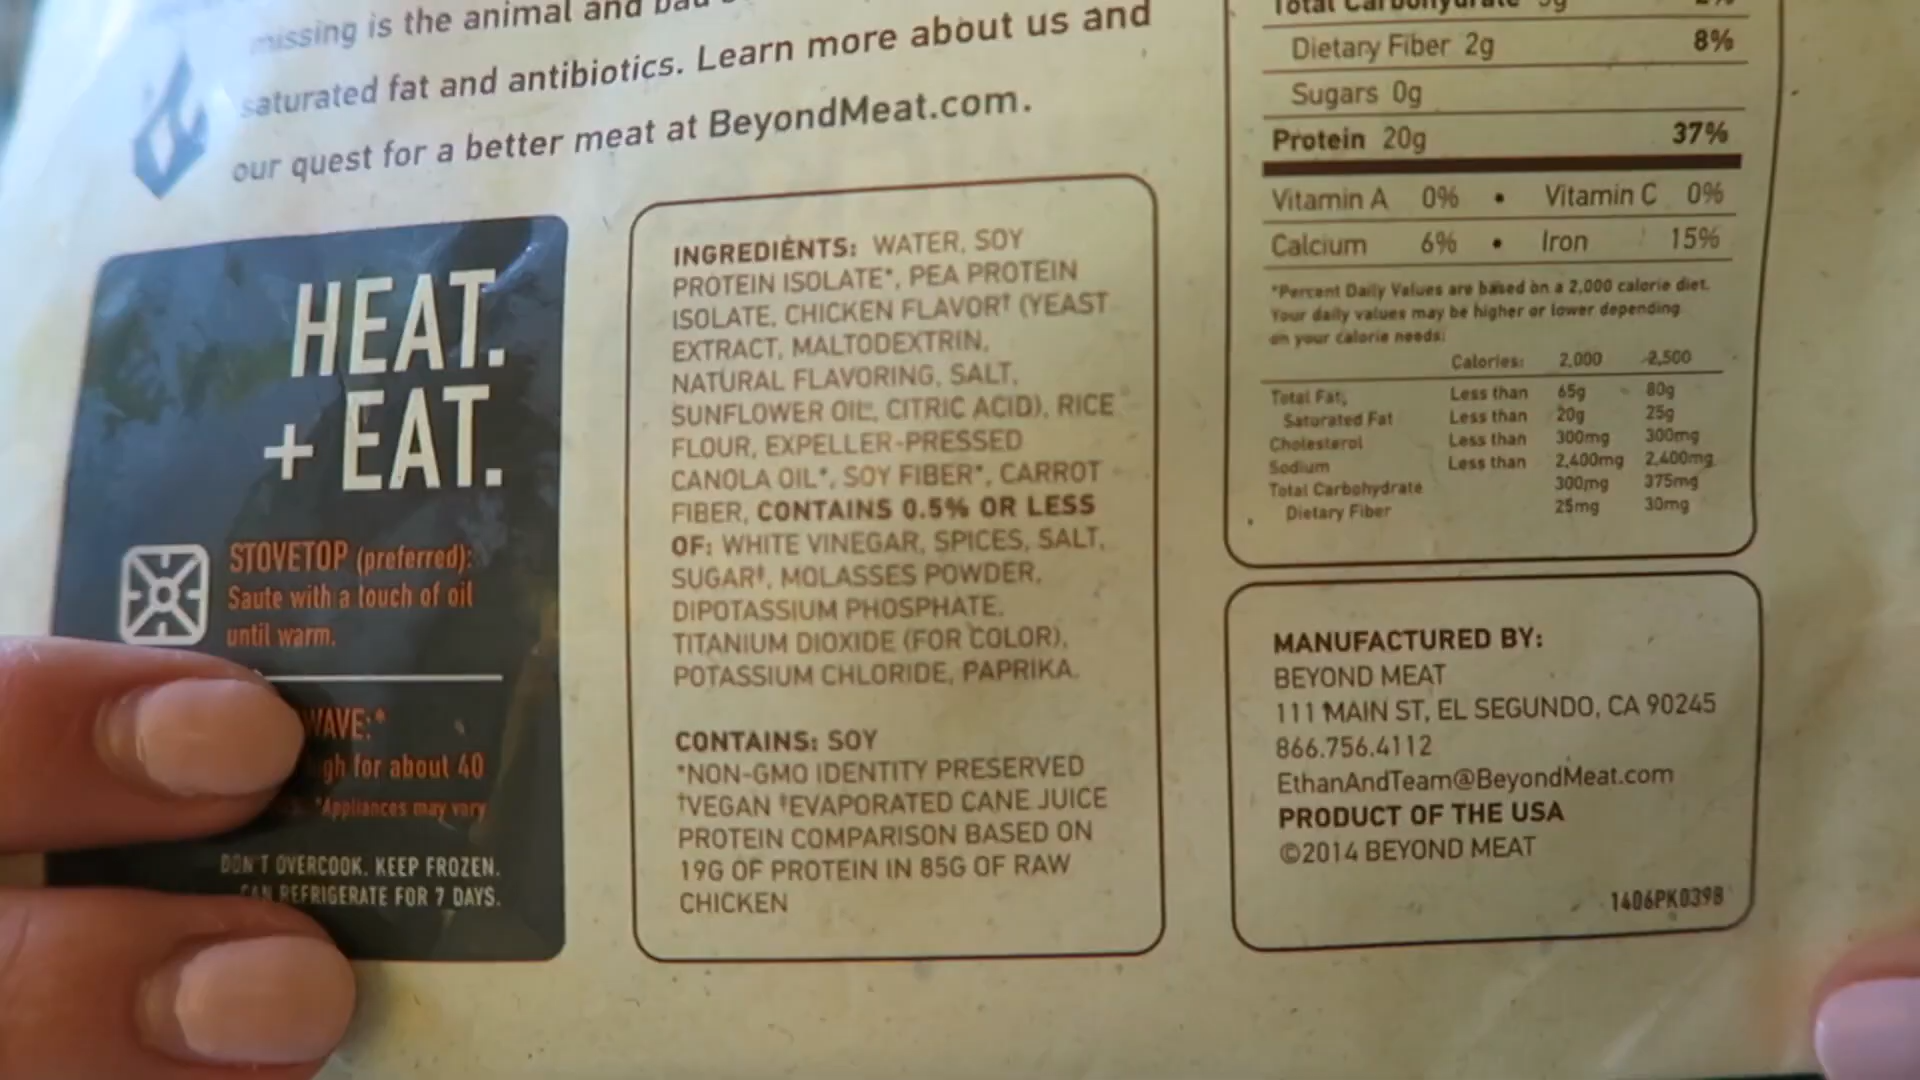 missing is the animal and
saturated fat and antibiotics. Learn more about us and
our quest for a better meat at BeyondMeat.com.
HEAT.
+ EAT.
STOVETOP (preferred):
Saute with a touch of oil
until warm.
WAVE:*
gh for about 40
*Appliances may vary
DON'T OVERCOOK. KEEP FROZEN.
CAN REFRIGERATE FOR 7 DAYS.
INGREDIENTS: WATER, SOY
PROTEIN ISOLATE*, PEA PROTEIN
ISOLATE, CHICKEN FLAVOR† (YEAST
EXTRACT, MALTODEXTRIN,
NATURAL FLAVORING, SALT,
SUNFLOWER OIL*, CITRIC ACID), RICE
FLOUR, EXPELLER-PRESSED
CANOLA OIL*, SOY FIBER*, CARROT
FIBER, CONTAINS 0.5% OR LESS
OF: WHITE VINEGAR, SPICES, SALT,
SUGAR‡, MOLASSES POWDER,
DIPOTASSIUM PHOSPHATE,
TITANIUM DIOXIDE (FOR COLOR),
POTASSIUM CHLORIDE, PAPRIKA.
CONTAINS: SOY
*NON-GMO IDENTITY PRESERVED
†VEGAN ‡EVAPORATED CANE JUICE
PROTEIN COMPARISON BASED ON
19G OF PROTEIN IN 85G OF RAW
CHICKEN
Total Carbohydrate
Dietary Fiber 2g 8%
Sugars 0g
Protein 20g 37%
Vitamin A 0% • Vitamin C 0%
Calcium 6% • Iron 15%
*Percent Daily Values are based on a 2,000 calorie diet.
Your daily values may be higher or lower depending
on your calorie needs:
Calories: 2,000 2,500
Total Fat Less than 65g 80g
Saturated Fat Less than 20g 25g
Cholesterol Less than 300mg 300mg
Sodium Less than 2,400mg 2,400mg
Total Carbohydrate 300mg 375mg
Dietary Fiber 25mg 30mg
MANUFACTURED BY:
BEYOND MEAT
111 MAIN ST, EL SEGUNDO, CA 90245
866.756.4112
EthanAndTeam@BeyondMeat.com
PRODUCT OF THE USA
©2014 BEYOND MEAT
1406PK0398